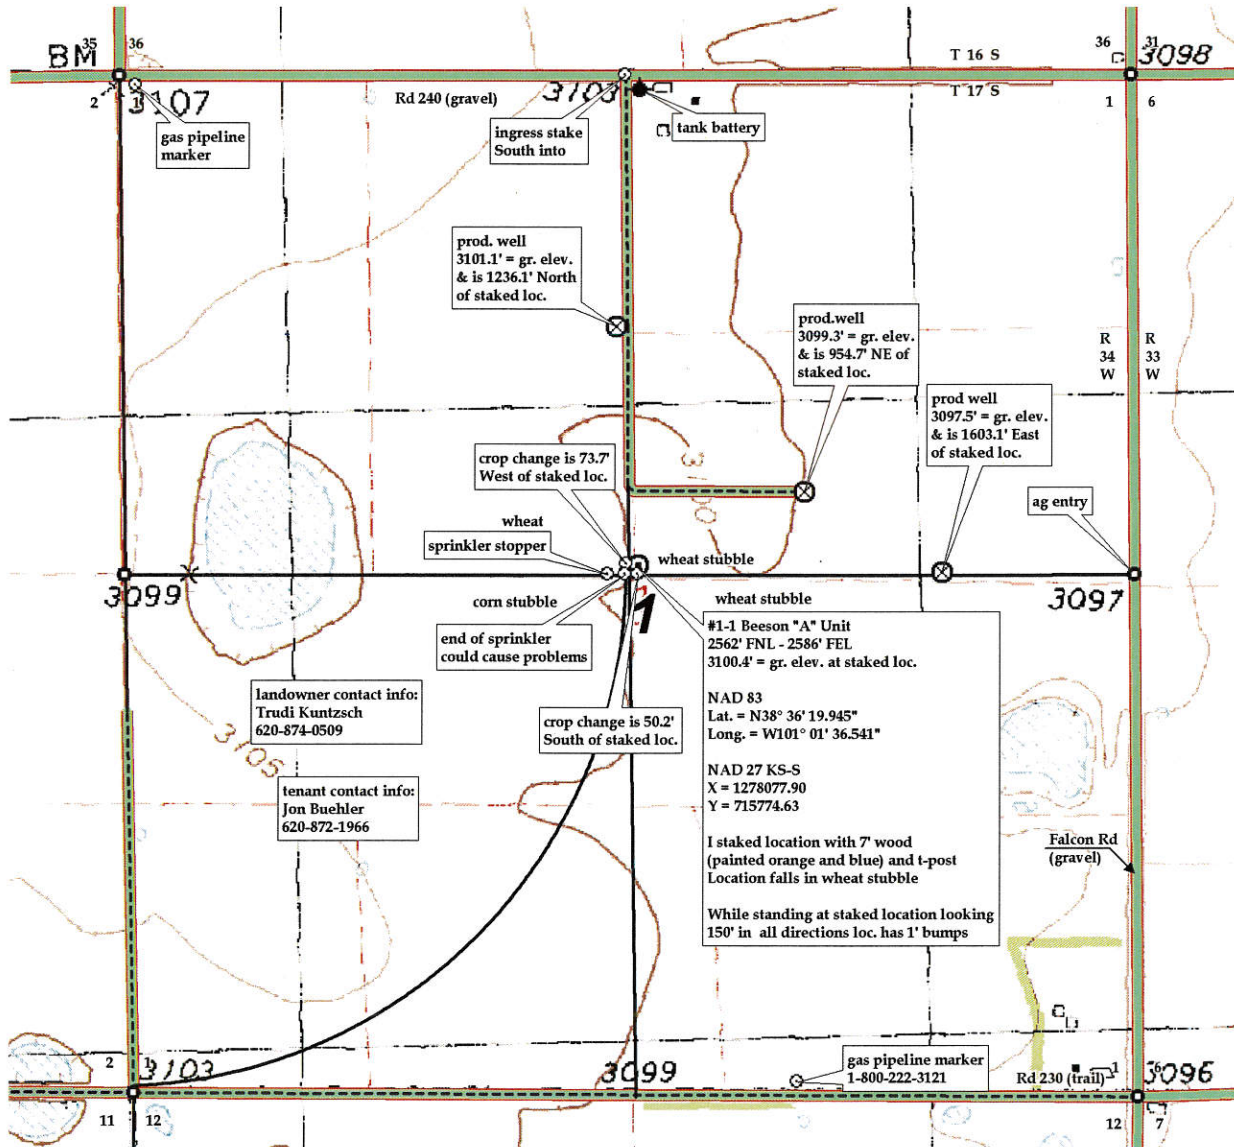 35
36
BM
2
1
3107
gas pipeline
marker
Rd 240 (gravel)
3103
ingress stake
South into
tank battery
T 16 S
T 17 S
36
31
3098
1
6
prod. well
3101.1' = gr. elev.
& is 1236.1' North
of staked loc.
prod.well
3099.3' = gr. elev.
& is 954.7' NE of
staked loc.
R
34
W
R
33
W
prod well
3097.5' = gr. elev.
& is 1603.1' East
of staked loc.
crop change is 73.7'
West of staked loc.
3100
ag entry
wheat
sprinkler stopper
wheat stubble
3099
corn stubble
wheat stubble
3097
1
end of sprinkler
could cause problems
#1-1 Beeson "A" Unit
2562' FNL - 2586' FEL
3100.4' = gr. elev. at staked loc.
NAD 83
Lat. = N38° 36' 19.945"
Long. = W101° 01' 36.541"
NAD 27 KS-S
X = 1278077.90
Y = 715774.63
I staked location with 7' wood
(painted orange and blue) and t-post
Location falls in wheat stubble
While standing at staked location looking
150' in all directions loc. has 1' bumps
landowner contact info:
Trudi Kuntzsch
620-874-0509
crop change is 50.2'
South of staked loc.
3105
tenant contact info:
Jon Buehler
620-872-1966
Falcon Rd
(gravel)
2
1
3103
3099
gas pipeline marker
1-800-222-3121
Rd 230 (trail)
1
6
3096
11
12
12
7